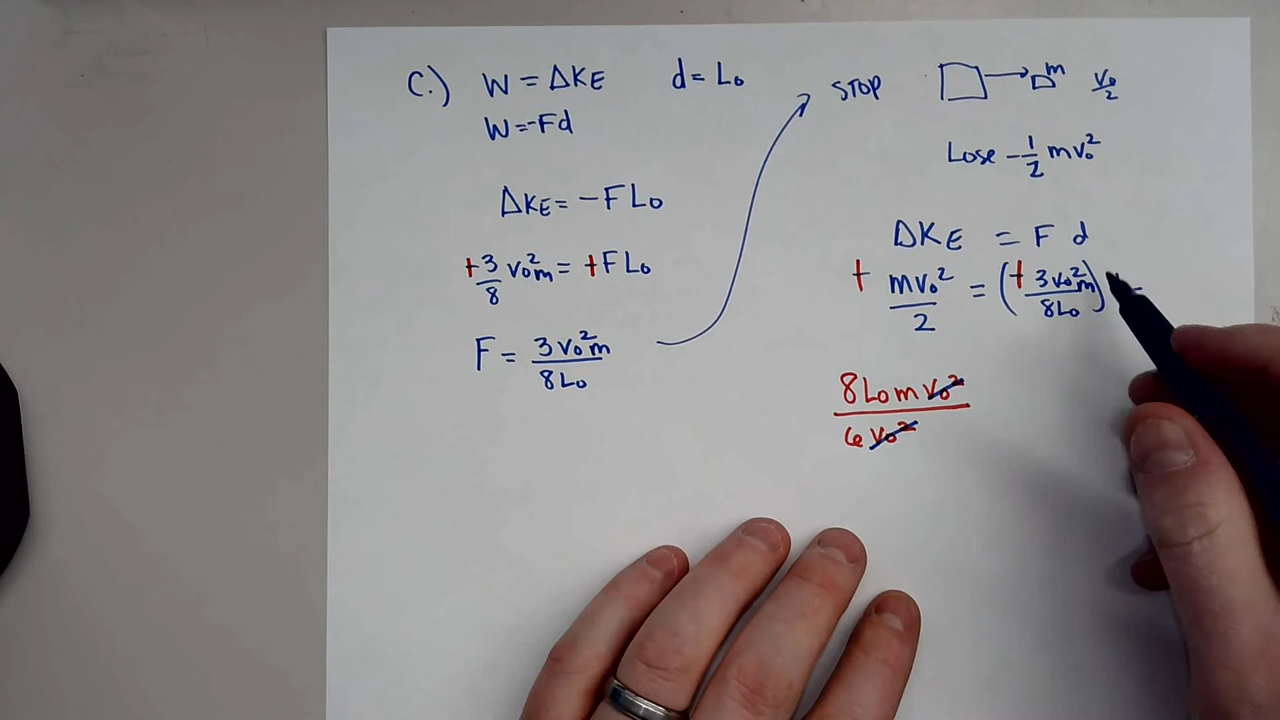 C.) W = ΔKE d = L₀
W = -Fd
ΔKE = -FL₀
+3/8 v₀²m = +FL₀
F = 3v₀²m / 8L₀
STOP m v₀/2
Lose -1/2 mv₀²
ΔKE = F d
+ mv₀²/2 = (+ 3v₀²m / 8L₀)
8L₀mv₀² / 6v₀²